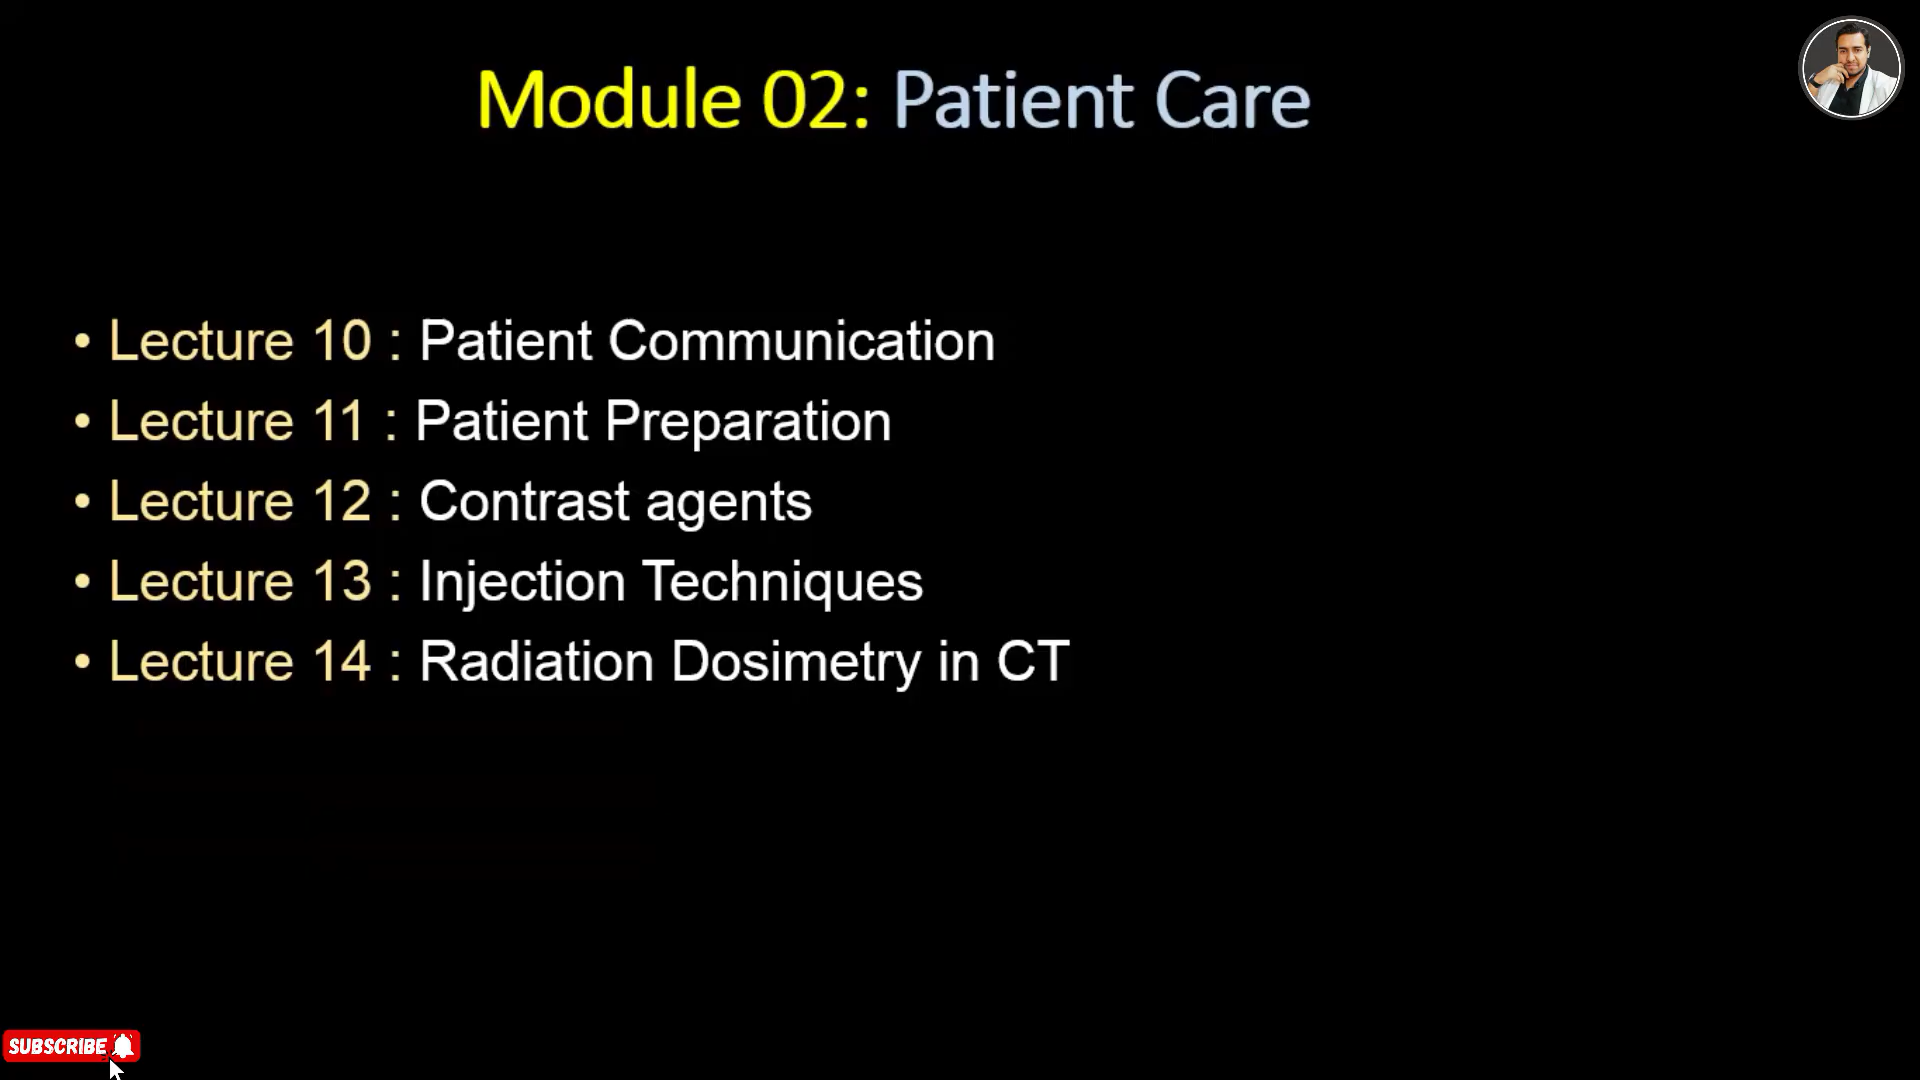 Module 02: Patient Care
• Lecture 10 : Patient Communication
• Lecture 11 : Patient Preparation
• Lecture 12 : Contrast agents
• Lecture 13 : Injection Techniques
• Lecture 14 : Radiation Dosimetry in CT
SUBSCRIBE